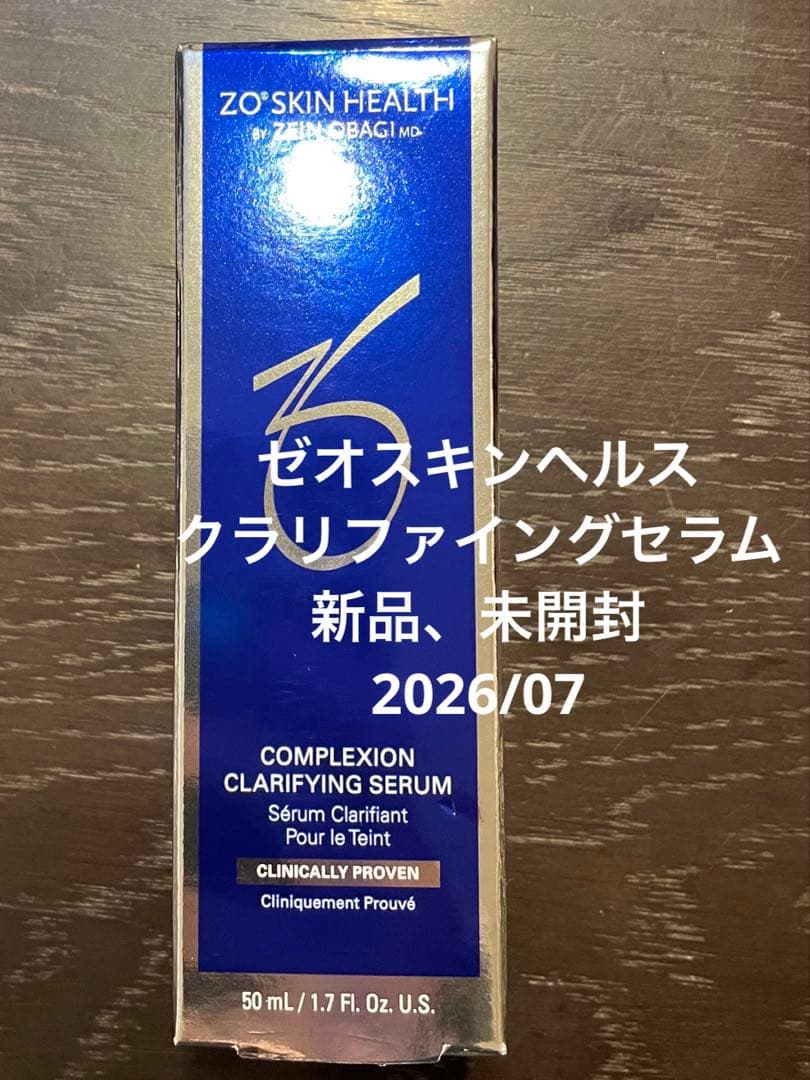 ZO® SKIN HEALTH
BY ZEIN OBAGI MD
ゼオスキンヘルス
クラリファイングセラム
新品、未開封
2026/07
COMPLEXION
CLARIFYING SERUM
Sérum Clarifiant
Pour le Teint
CLINICALLY PROVEN
Cliniquement Prouvé
50 mL / 1.7 Fl. Oz. U.S.